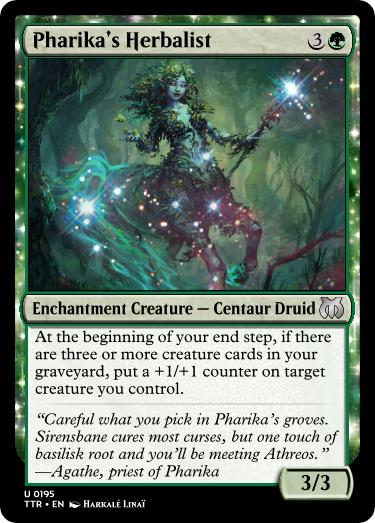 Pharika's Herbalist 3
Enchantment Creature — Centaur Druid
At the beginning of your end step, if there
are three or more creature cards in your
graveyard, put a +1/+1 counter on target
creature you control.
“Careful what you pick in Pharika's groves.
Sirensbane cures most curses, but one touch of
basilisk root and you'll be meeting Athreos.”
—Agathe, priest of Pharika
3/3
U 0195
TTR • EN Harkalé Linaï